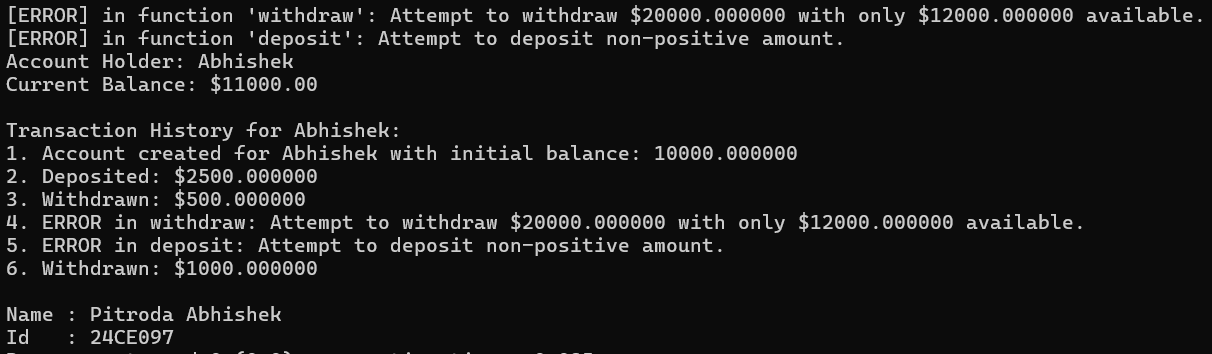 [ERROR] in function 'withdraw': Attempt to withdraw $20000.000000 with only $12000.000000 available.
[ERROR] in function 'deposit': Attempt to deposit non-positive amount.
Account Holder: Abhishek
Current Balance: $11000.00
Transaction History for Abhishek:
1. Account created for Abhishek with initial balance: 10000.000000
2. Deposited: $2500.000000
3. Withdrawn: $500.000000
4. ERROR in withdraw: Attempt to withdraw $20000.000000 with only $12000.000000 available.
5. ERROR in deposit: Attempt to deposit non-positive amount.
6. Withdrawn: $1000.000000
Name : Pitroda Abhishek
Id   : 24CE097